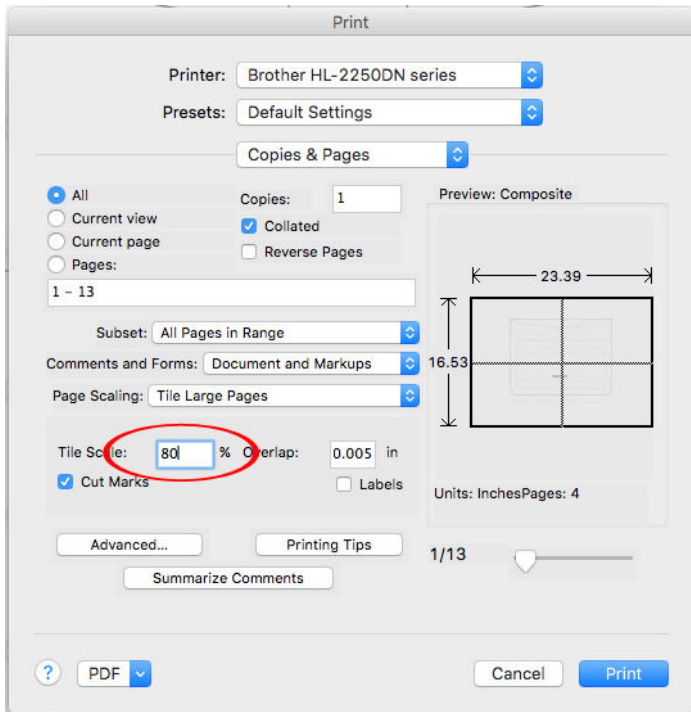 Print
Printer: Brother HL-2250DN series
Presets: Default Settings
Copies & Pages
All
Current view
Current page
Pages:
1 – 13
Copies: 1
Collated
Reverse Pages
Subset: All Pages in Range
Comments and Forms: Document and Markups
Page Scaling: Tile Large Pages
Tile Scale: 80 % Overlap: 0.005 in
Cut Marks
Labels
Advanced...
Printing Tips
Summarize Comments
Preview: Composite
23.39
16.53
Units: InchesPages: 4
1/13
? PDF
Cancel
Print